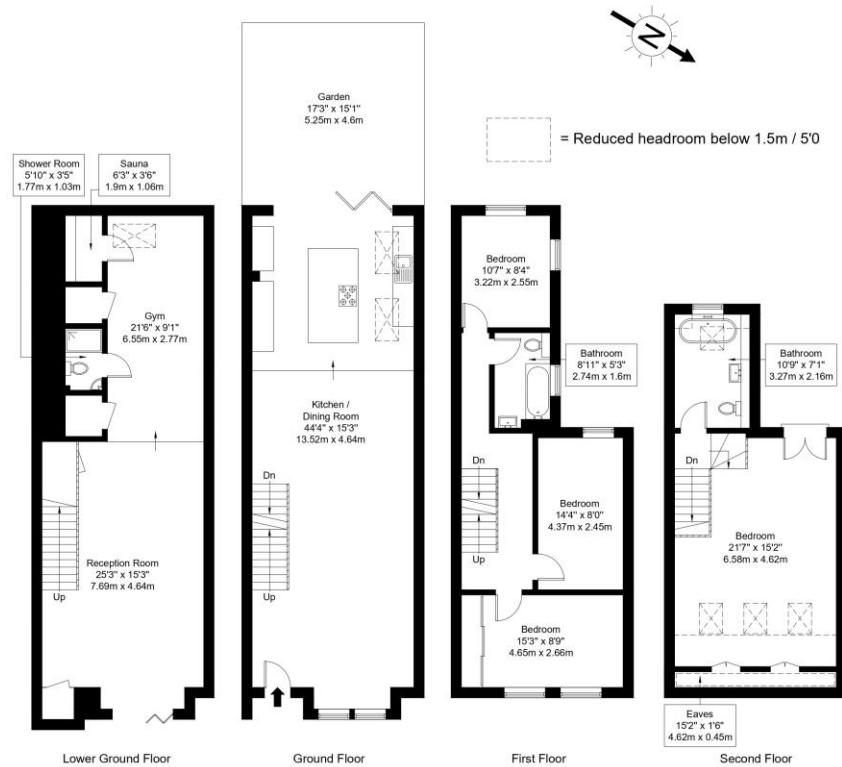 N
Garden
17'3" x 15'1"
5.25m x 4.6m
= Reduced headroom below 1.5m / 5'0
Shower Room
5'10" x 3'5"
1.77m x 1.03m
Sauna
6'3" x 3'6"
1.9m x 1.06m
Gym
21'6" x 9'1"
6.55m x 2.77m
Reception Room
25'3" x 15'3"
7.69m x 4.64m
Up
Lower Ground Floor
Kitchen /
Dining Room
44'4" x 15'3"
13.52m x 4.64m
Dn
Up
Ground Floor
Bedroom
10'7" x 8'4"
3.22m x 2.55m
Bathroom
8'11" x 5'3"
2.74m x 1.6m
Dn
Up
Bedroom
14'4" x 8'0"
4.37m x 2.45m
Bedroom
15'3" x 8'9"
4.65m x 2.66m
First Floor
Bathroom
10'9" x 7'1"
3.27m x 2.16m
Dn
Bedroom
21'7" x 15'2"
6.58m x 4.62m
Eaves
15'2" x 1'6"
4.62m x 0.45m
Second Floor